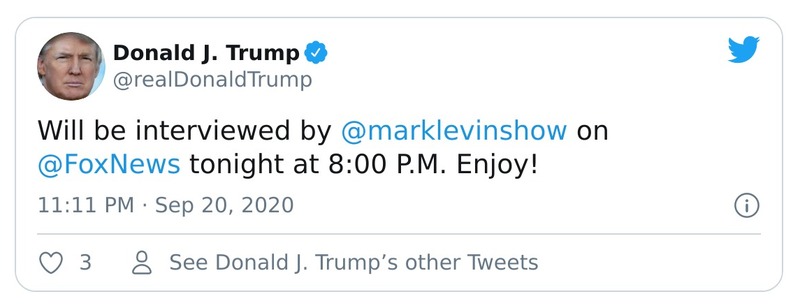 Donald J. Trump
@realDonaldTrump
Will be interviewed by @marklevinshow on
@FoxNews tonight at 8:00 P.M. Enjoy!
11:11 PM · Sep 20, 2020
3 See Donald J. Trump’s other Tweets